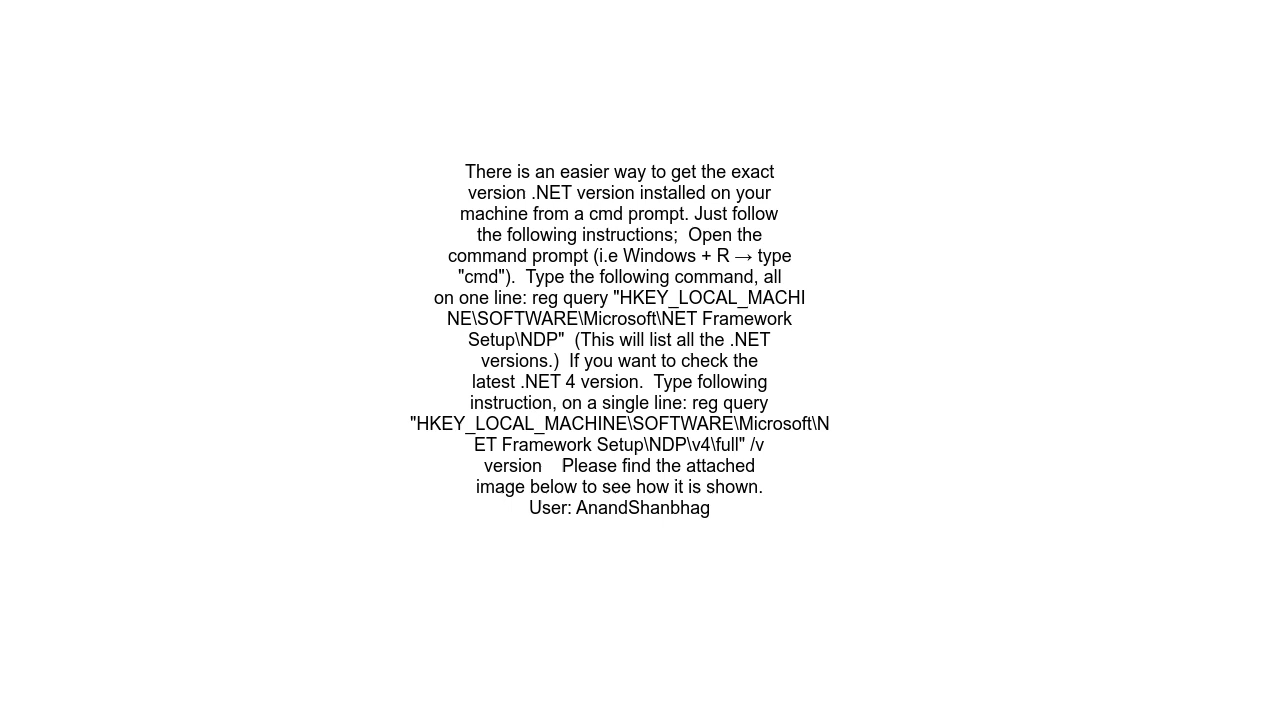 There is an easier way to get the exact
version .NET version installed on your
machine from a cmd prompt. Just follow
the following instructions;  Open the
command prompt (i.e Windows + R → type
"cmd").  Type the following command, all
on one line: reg query "HKEY_LOCAL_MACHI
NE\SOFTWARE\Microsoft\NET Framework
Setup\NDP"  (This will list all the .NET
versions.)  If you want to check the
latest .NET 4 version.  Type following
instruction, on a single line: reg query
"HKEY_LOCAL_MACHINE\SOFTWARE\Microsoft\N
ET Framework Setup\NDP\v4\full" /v
version    Please find the attached
image below to see how it is shown.
User: AnandShanbhag